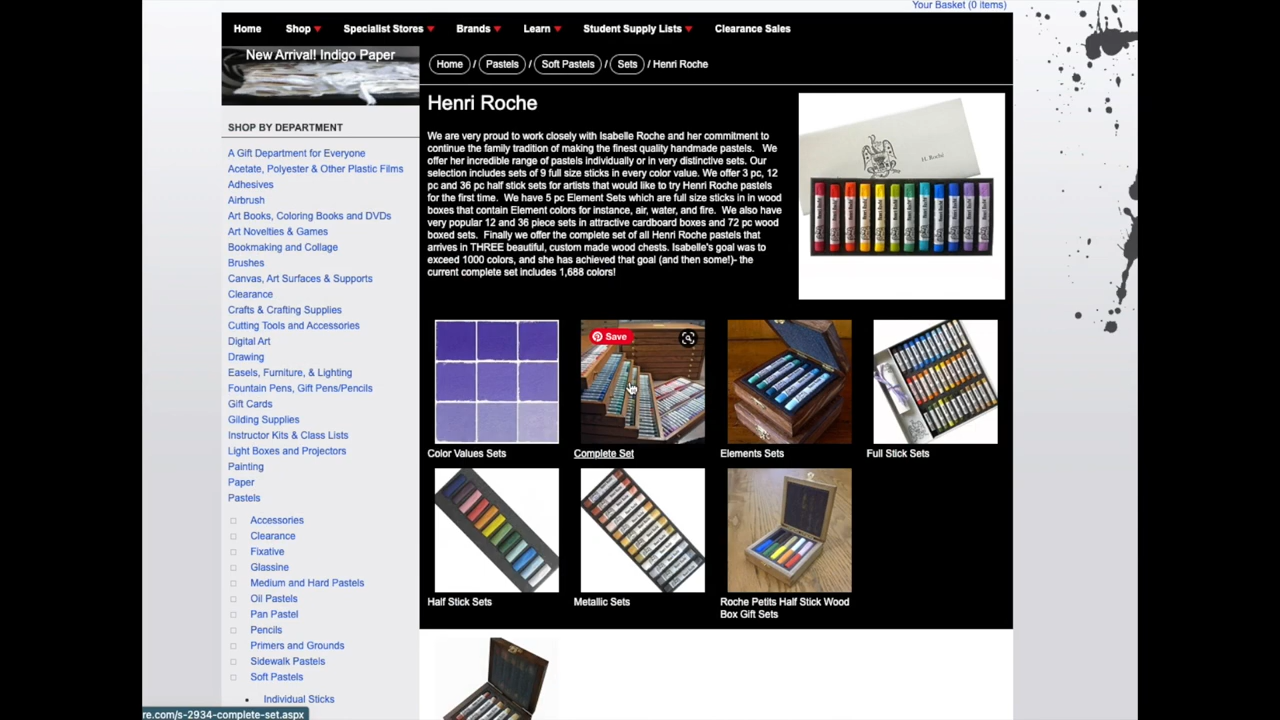 Your Basket (0 items)
Home Shop Specialist Stores Brands Learn Student Supply Lists Clearance Sales
New Arrival! Indigo Paper
Home / Pastels / Soft Pastels / Sets / Henri Roche
SHOP BY DEPARTMENT
A Gift Department for Everyone
Acetate, Polyester & Other Plastic Films
Adhesives
Airbrush
Art Books, Coloring Books and DVDs
Art Novelties & Games
Bookmaking and Collage
Brushes
Canvas, Art Surfaces & Supports
Clearance
Crafts & Crafting Supplies
Cutting Tools and Accessories
Digital Art
Drawing
Easels, Furniture, & Lighting
Fountain Pens, Gift Pens/Pencils
Gift Cards
Gilding Supplies
Instructor Kits & Class Lists
Light Boxes and Projectors
Painting
Paper
Pastels
Accessories
Clearance
Fixative
Glassine
Medium and Hard Pastels
Oil Pastels
Pan Pastel
Pencils
Primers and Grounds
Sidewalk Pastels
Soft Pastels
Individual Sticks
re.com/s-2934-complete-set.aspx
Henri Roche
We are very proud to work closely with Isabelle Roche and her commitment to
continue the family tradition of making the finest quality handmade pastels. We
offer her incredible range of pastels individually or in very distinctive sets. Our
selection includes sets of 9 full size sticks in every color value. We offer 3 pc, 12
pc and 36 pc half stick sets for artists that would like to try Henri Roche pastels
for the first time. We have 5 pc Element Sets which are full size sticks in in wood
boxes that contain Element colors for instance, air, water, and fire. We also have
very popular 12 and 36 piece sets in attractive cardboard boxes and 72 pc wood
boxed sets. Finally we offer the complete set of all Henri Roche pastels that
arrives in THREE beautiful, custom made wood chests. Isabelle's goal was to
exceed 1000 colors, and she has achieved that goal (and then some!)- the
current complete set includes 1,688 colors!
H. Roché
Save
Color Values Sets
Complete Set
Elements Sets
Full Stick Sets
Half Stick Sets
Metallic Sets
Roche Petits Half Stick Wood
Box Gift Sets